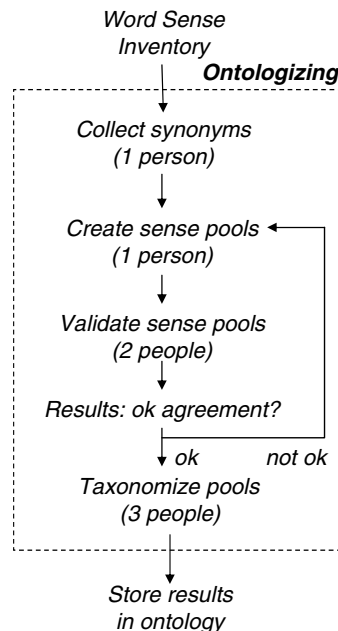 Word Sense
Inventory
Ontologizing
Collect synonyms
(1 person)
Create sense pools
(1 person)
Validate sense pools
(2 people)
Results: ok agreement?
ok not ok
Taxonomize pools
(3 people)
Store results
in ontology